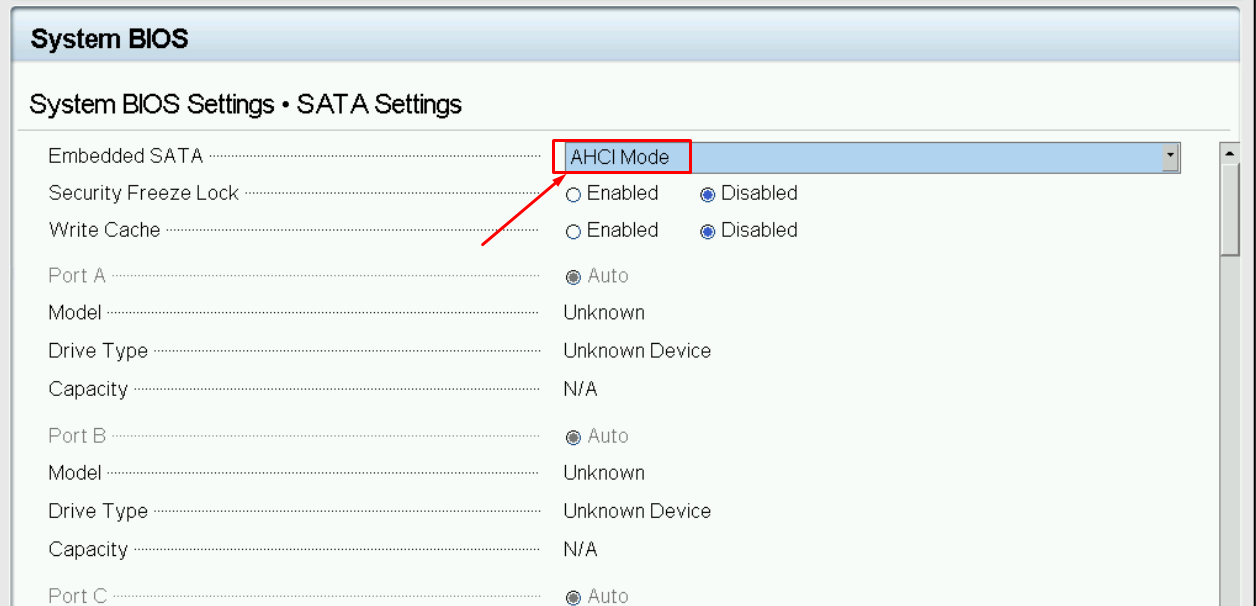 System BIOS
System BIOS Settings • SATA Settings
Embedded SATA AHCI Mode
Security Freeze Lock Enabled Disabled
Write Cache Enabled Disabled
Port A Auto
Model Unknown
Drive Type Unknown Device
Capacity N/A
Port B Auto
Model Unknown
Drive Type Unknown Device
Capacity N/A
Port C Auto